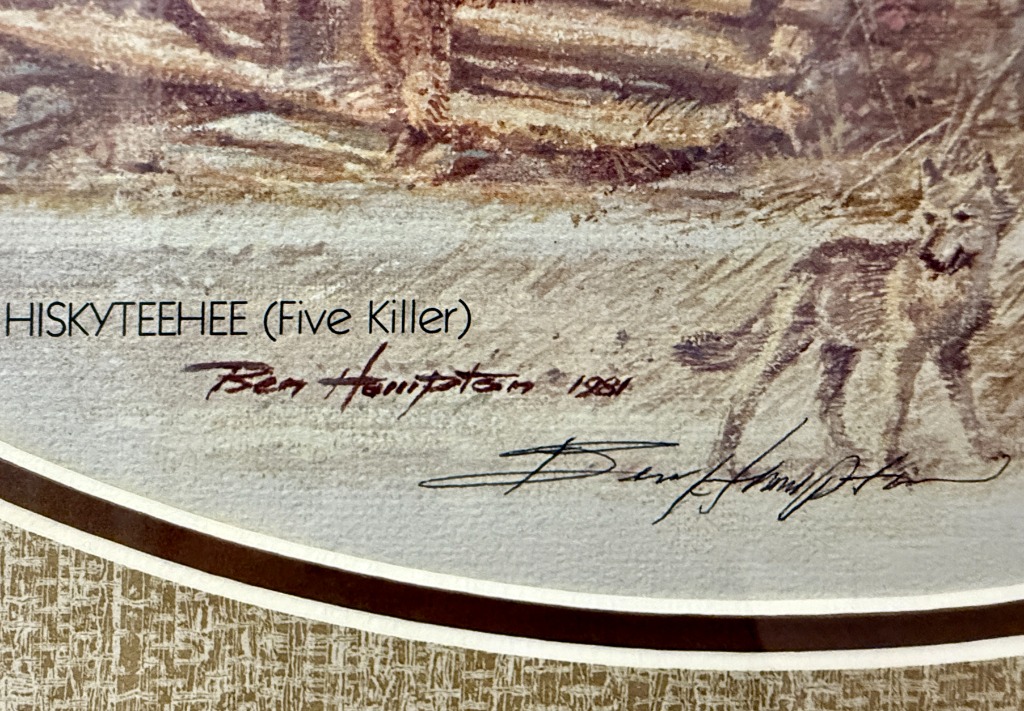 HISKYTEEHEE (Five Killer)
Ben Hampton 1981
Ben Hampton